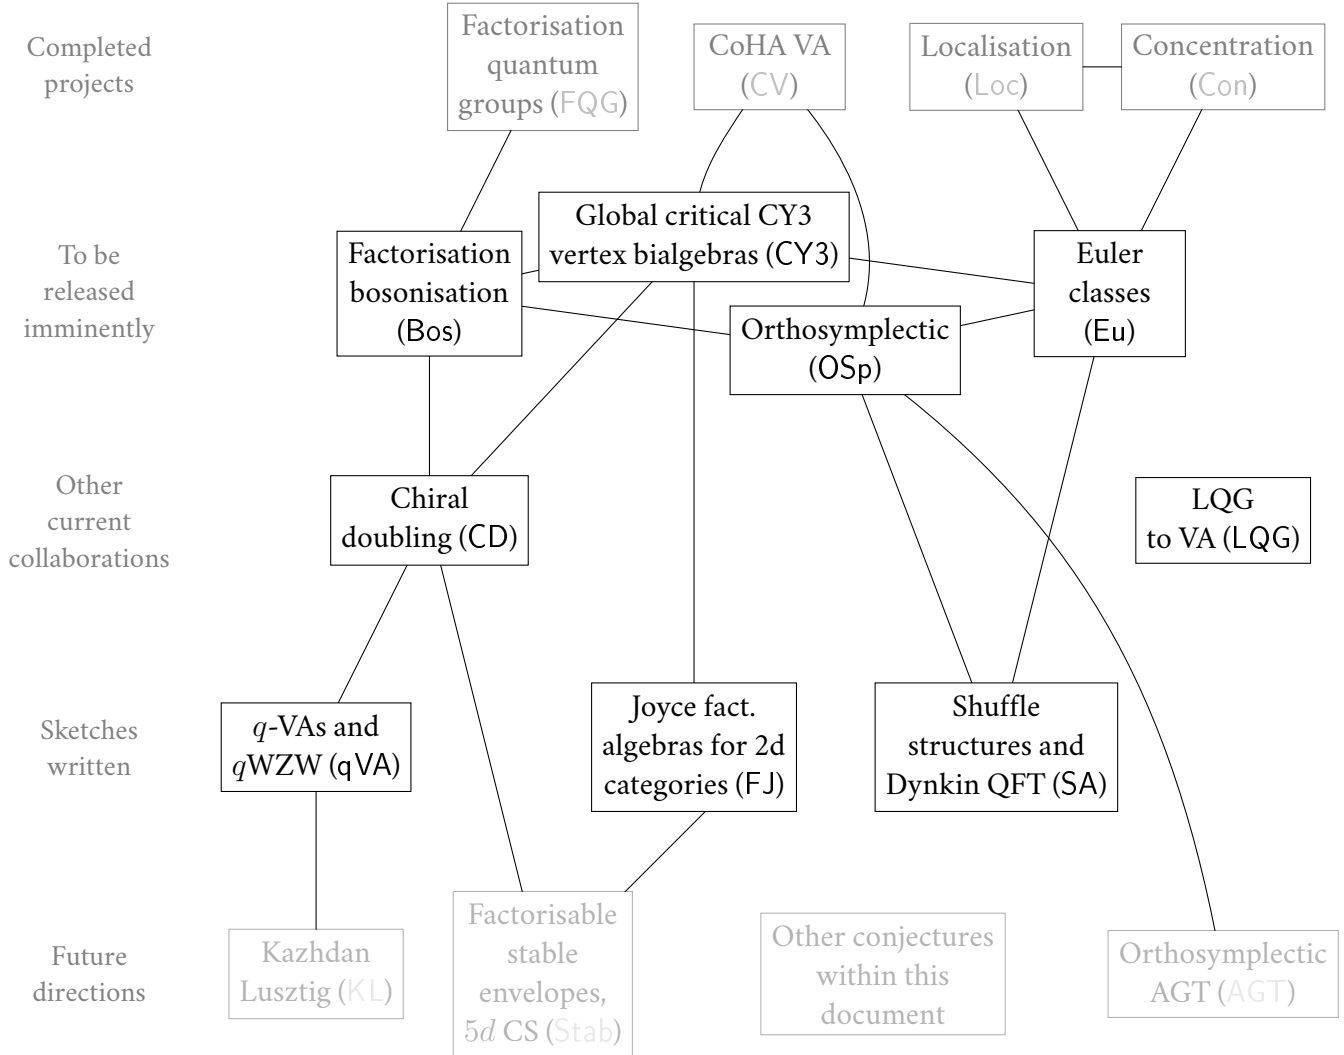 Completed
projects
Factorisation
quantum
groups (FQG)
CoHA VA
(CV)
Localisation
(Loc)
Concentration
(Con)
To be
released
imminently
Factorisation
bosonisation
(Bos)
Global critical CY3
vertex bialgebras (CY3)
Orthosymplectic
(OSp)
Euler
classes
(Eu)
Other
current
collaborations
Chiral
doubling (CD)
LQG
to VA (LQG)
Sketches
written
q-VAs and
qWZW (qVA)
Joyce fact.
algebras for 2d
categories (FJ)
Shuffle
structures and
Dynkin QFT (SA)
Future
directions
Kazhdan
Lusztig (KL)
Factorisable
stable
envelopes,
5d CS (Stab)
Other conjectures
within this
document
Orthosymplectic
AGT (AGT)